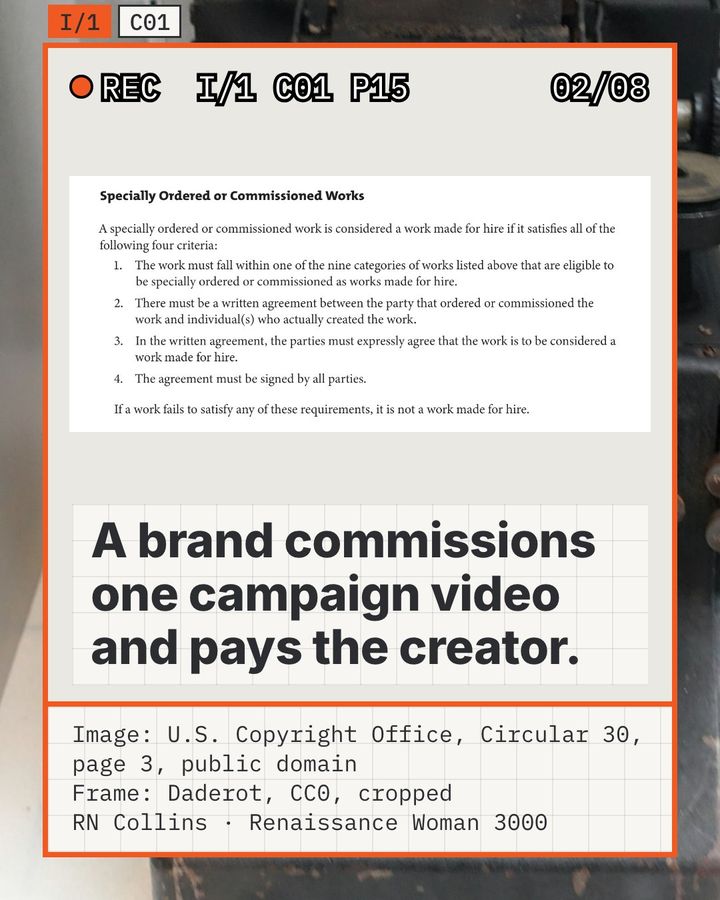 I/1 C01
REC I/1 C01 P15 02/08
Specially Ordered or Commissioned Works
A specially ordered or commissioned work is considered a work made for hire if it satisfies all of the
following four criteria:
1. The work must fall within one of the nine categories of works listed above that are eligible to
be specially ordered or commissioned as works made for hire.
2. There must be a written agreement between the party that ordered or commissioned the
work and individual(s) who actually created the work.
3. In the written agreement, the parties must expressly agree that the work is to be considered a
work made for hire.
4. The agreement must be signed by all parties.
If a work fails to satisfy any of these requirements, it is not a work made for hire.
A brand commissions
one campaign video
and pays the creator.
Image: U.S. Copyright Office, Circular 30,
page 3, public domain
Frame: Daderot, CC0, cropped
RN Collins · Renaissance Woman 3000